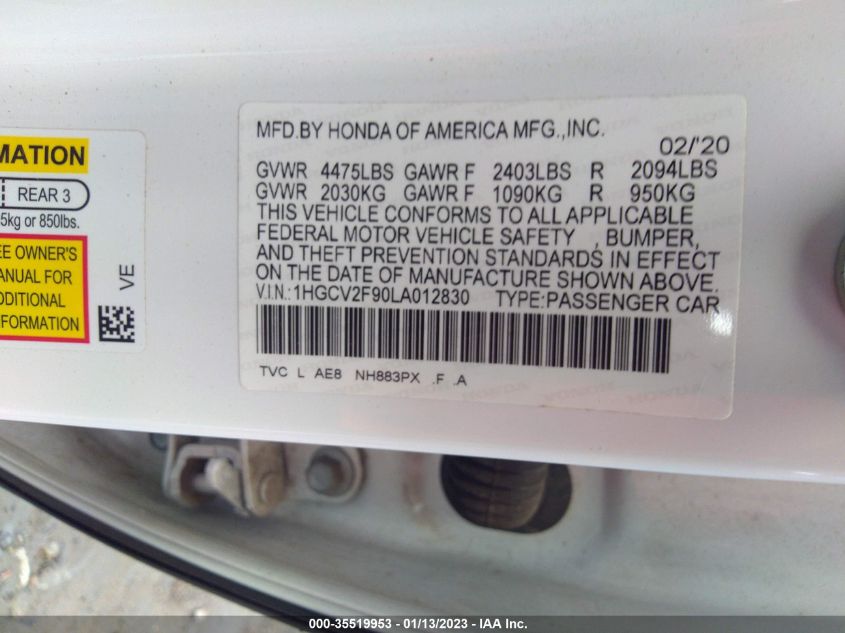 MATION
REAR 3
5kg or 850lbs.
EE OWNER'S
ANUAL FOR
DDITIONAL
FORMATION
VE
MFD.BY HONDA OF AMERICA MFG.,INC. 02/'20
GVWR 4475LBS GAWR F 2403LBS R 2094LBS
GVWR 2030KG GAWR F 1090KG R 950KG
THIS VEHICLE CONFORMS TO ALL APPLICABLE
FEDERAL MOTOR VEHICLE SAFETY , BUMPER,
AND THEFT PREVENTION STANDARDS IN EFFECT
ON THE DATE OF MANUFACTURE SHOWN ABOVE.
V.I.N.:1HGCV2F90LA012830 TYPE:PASSENGER CAR
TVC L AE8 NH883PX .F .A
000-35519953 - 01/13/2023 - IAA Inc.